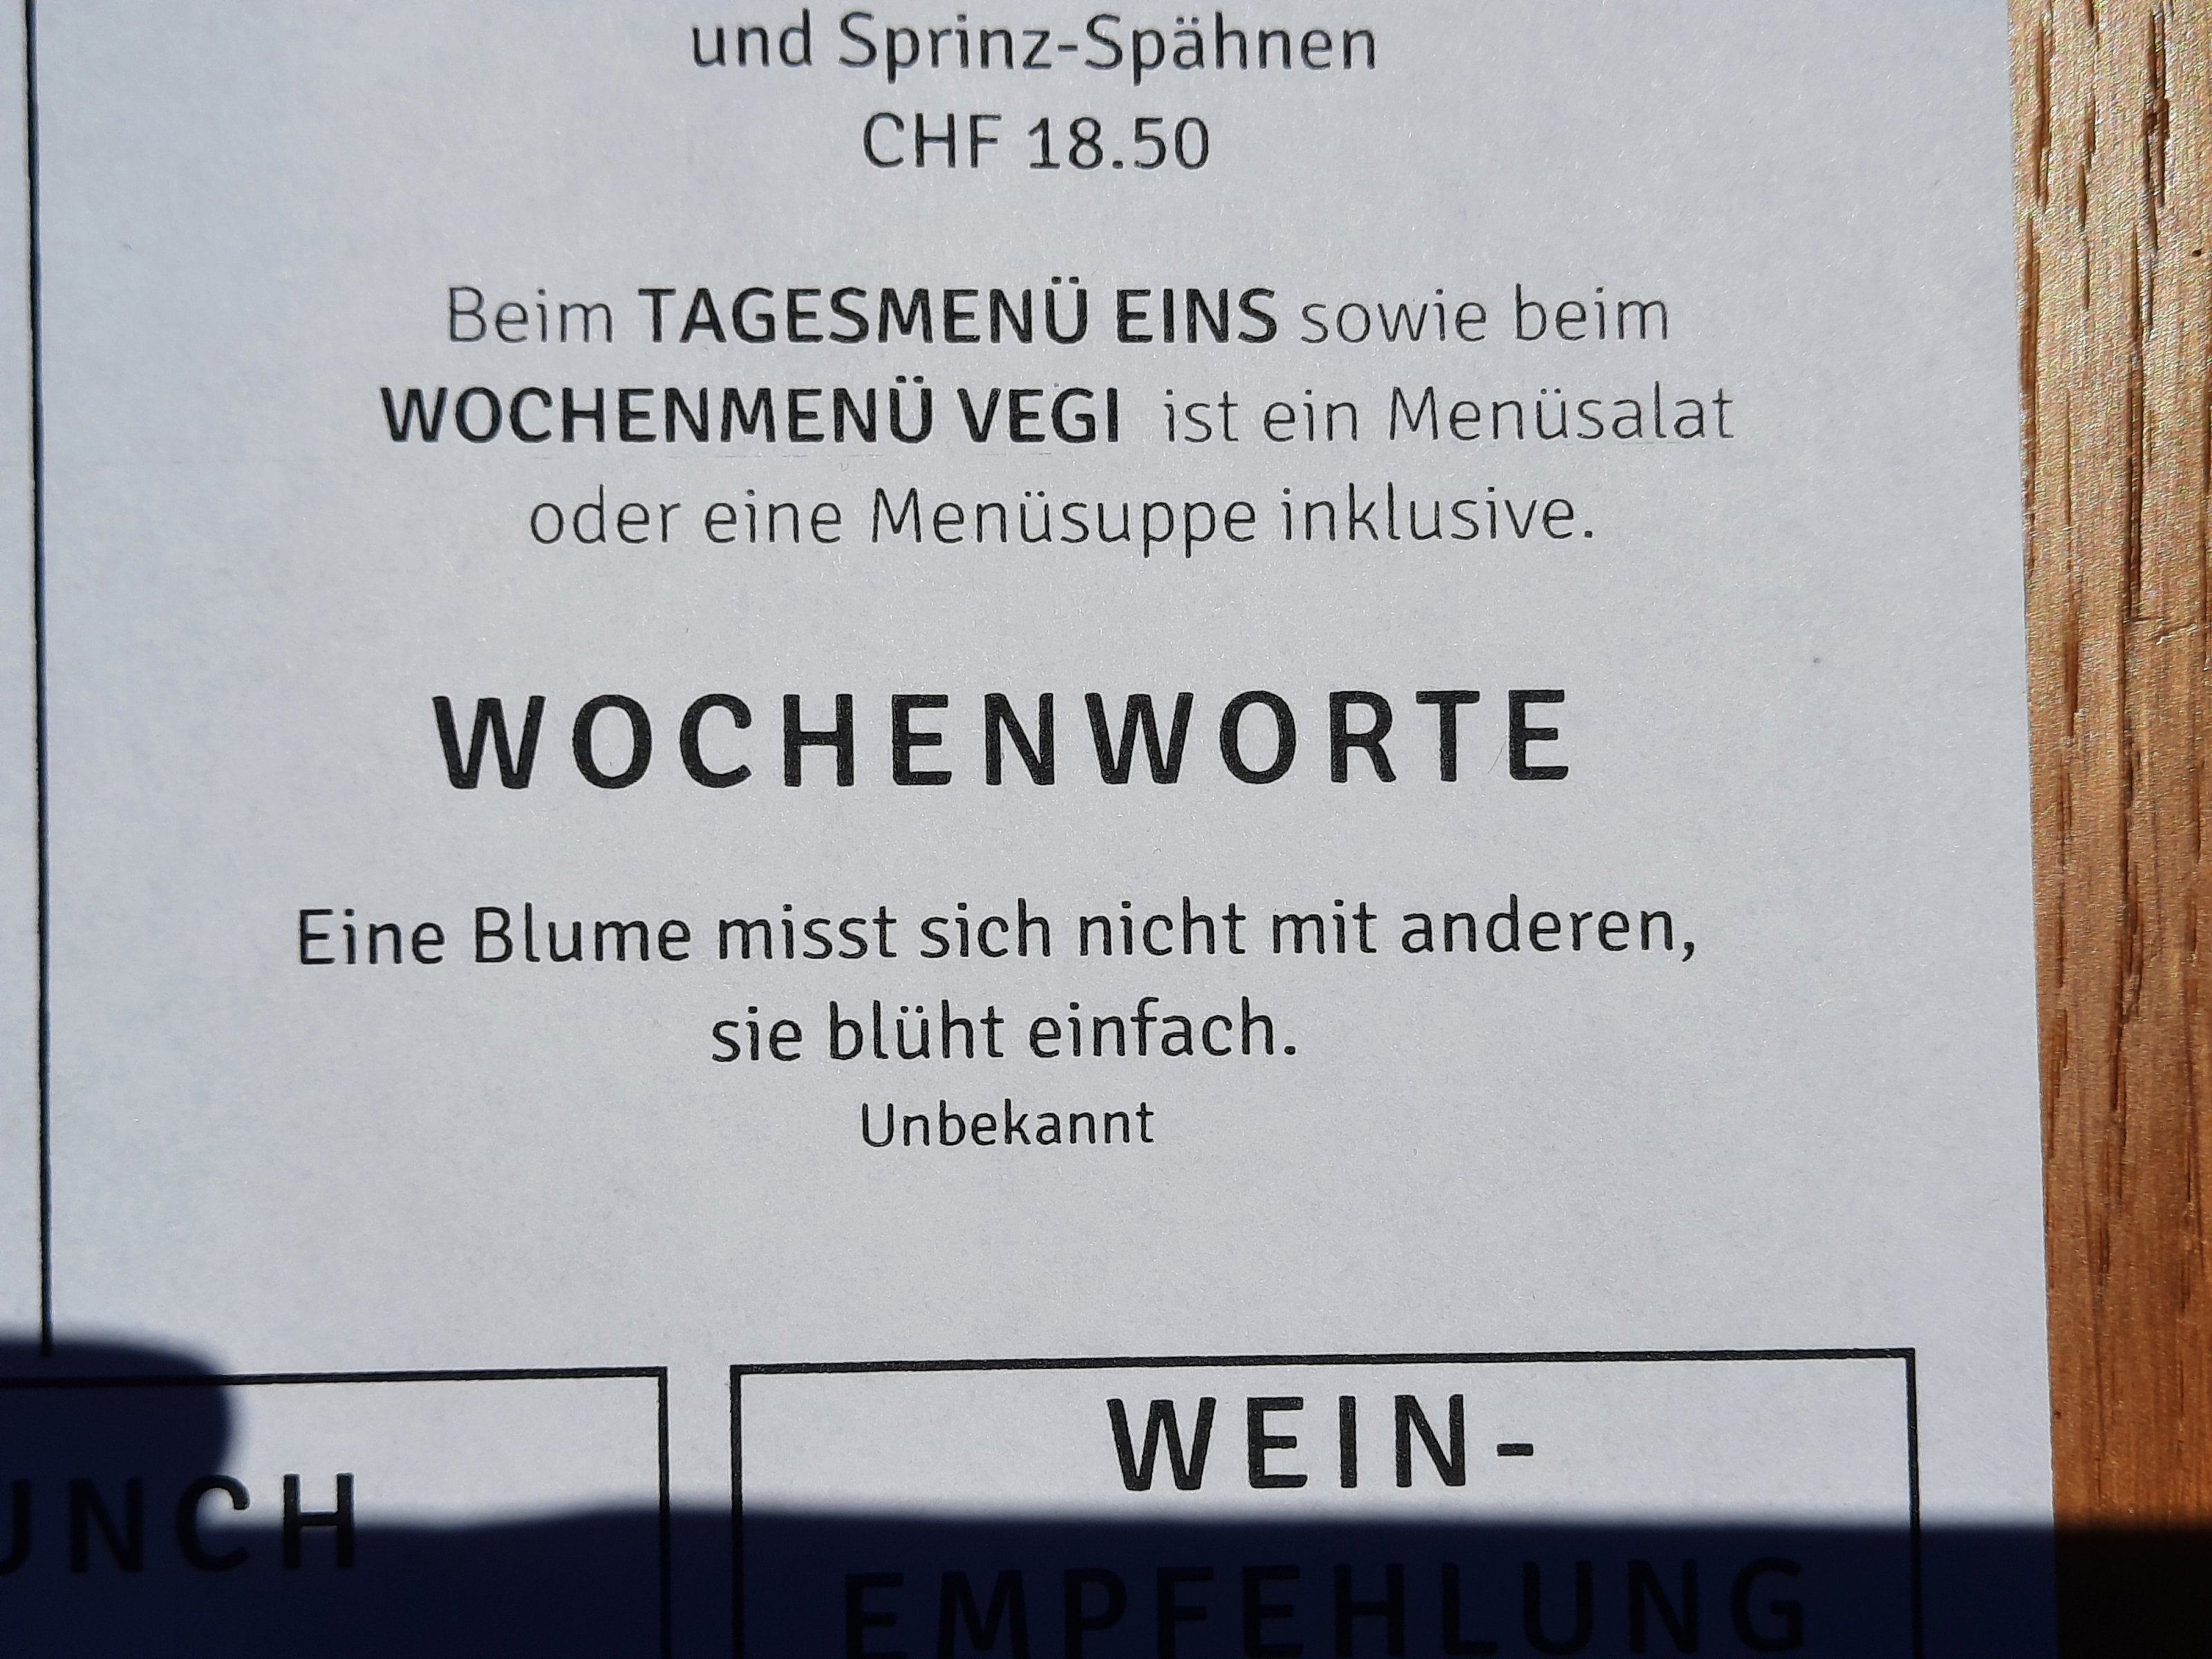 und Sprinz-Spähnen
CHF 18.50
Beim TAGESMENÜ EINS sowie beim
WOCHENMENÜ VEGI ist ein Menüsalat
oder eine Menüsuppe inklusive.
WOCHENWORTE
Eine Blume misst sich nicht mit anderen,
sie blüht einfach.
Unbekannt
UNCH
WEIN-
EMPFEHLUNG